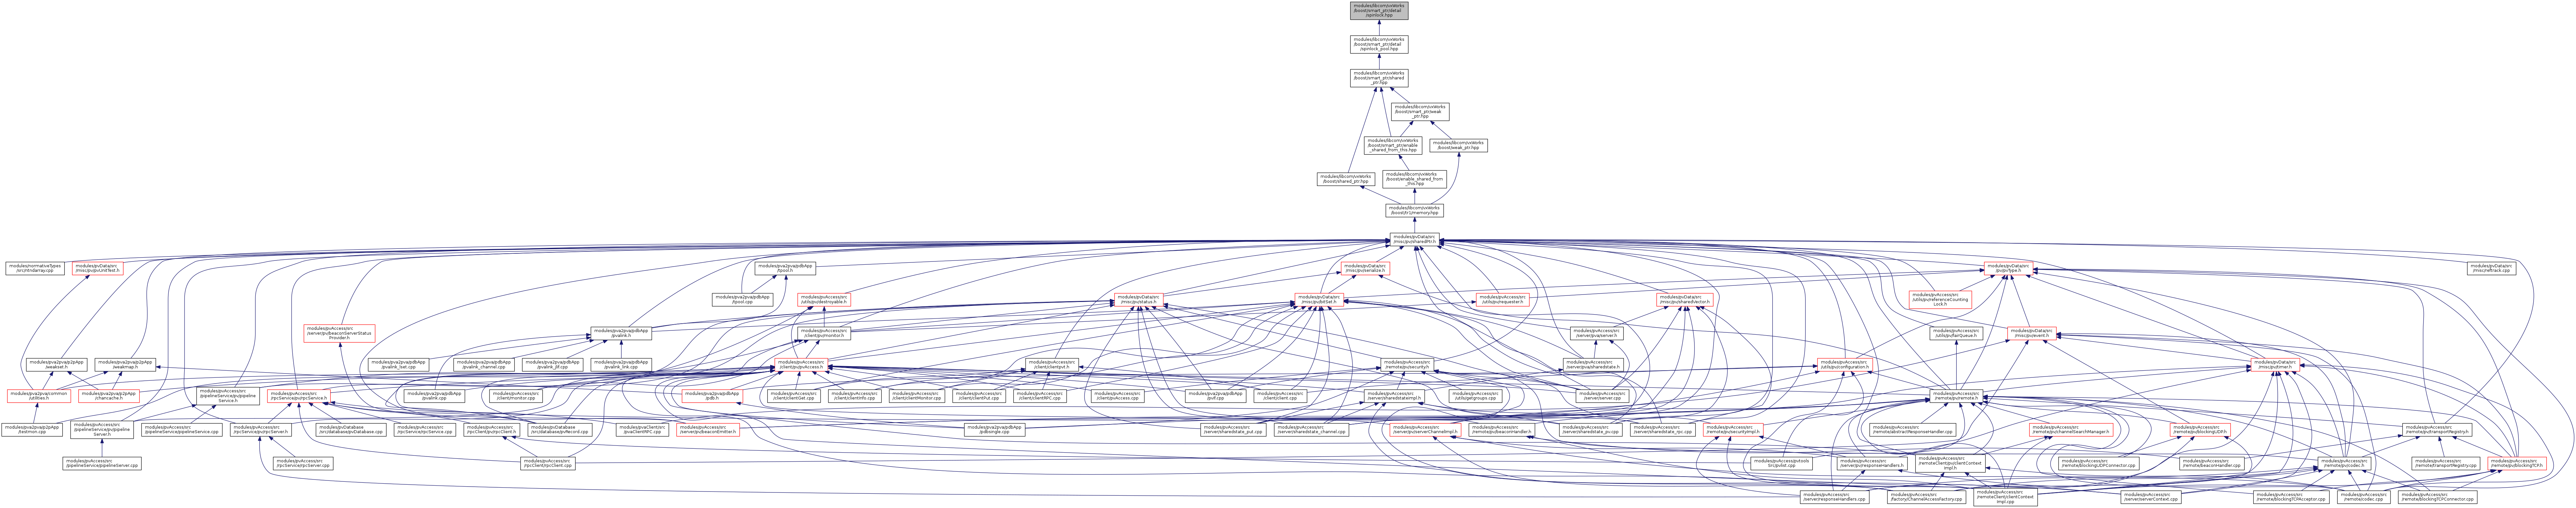 modules/libcom/vxWorks
/boost/smart_ptr/detail
/spinlock.hpp
modules/libcom/vxWorks
/boost/smart_ptr/detail
/spinlock_pool.hpp
modules/libcom/vxWorks
/boost/smart_ptr/shared
_ptr.hpp
modules/libcom/vxWorks
/boost/smart_ptr/weak
_ptr.hpp
modules/libcom/vxWorks
/boost/smart_ptr/enable
_shared_from_this.hpp
modules/libcom/vxWorks
/boost/weak_ptr.hpp
modules/libcom/vxWorks
/boost/shared_ptr.hpp
modules/libcom/vxWorks
/boost/enable_shared_from
_this.hpp
modules/libcom/vxWorks
/boost/tr1/memory.hpp
modules/pvData/src
/misc/pv/sharedPtr.h
modules/normativeTypes
/src/ntndarray.cpp
modules/pvData/src
/misc/pv/pvUnitTest.h
modules/pva2pva/pdbApp
/tpool.h
modules/pvData/src
/misc/pv/serialize.h
modules/pvData/src
/pv/pvType.h
modules/pvData/src
/misc/reftrack.cpp
modules/pva2pva/pdbApp
/tpool.cpp
modules/pvAccess/src
/utils/pv/destroyable.h
modules/pvData/src
/misc/pv/status.h
modules/pvData/src
/misc/pv/bitSet.h
modules/pvAccess/src
/utils/pv/requester.h
modules/pvData/src
/misc/pv/sharedVector.h
modules/pvAccess/src
/utils/pv/referenceCounting
Lock.h
modules/pvAccess/src
/server/pv/beaconServerStatus
Provider.h
modules/pva2pva/pdbApp
/pvalink.h
modules/pvAccess/src
/client/pv/monitor.h
modules/pvAccess/src
/server/pva/server.h
modules/pvAccess/src
/utils/pv/fairQueue.h
modules/pvData/src
/misc/pv/event.h
modules/pva2pva/p2pApp
/weakset.h
modules/pva2pva/p2pApp
/weakmap.h
modules/pva2pva/pdbApp
/pvalink_lset.cpp
modules/pva2pva/pdbApp
/pvalink_channel.cpp
modules/pva2pva/pdbApp
/pvalink_jlif.cpp
modules/pva2pva/pdbApp
/pvalink_link.cpp
modules/pvAccess/src
/client/pv/pvAccess.h
modules/pvAccess/src
/client/clientpvt.h
modules/pvAccess/src
/remote/pv/security.h
modules/pvAccess/src
/server/pva/sharedstate.h
modules/pvAccess/src
/utils/pv/configuration.h
modules/pvData/src
/misc/pv/timer.h
modules/pva2pva/common
/utilities.h
modules/pva2pva/p2pApp
/chancache.h
modules/pvAccess/src
/pipelineService/pv/pipeline
Service.h
modules/pvAccess/src
/rpcService/pv/rpcService.h
modules/pva2pva/pdbApp
/pvalink.cpp
modules/pvAccess/src
/client/monitor.cpp
modules/pva2pva/pdbApp
/pdb.h
modules/pvAccess/src
/client/clientGet.cpp
modules/pvAccess/src
/client/clientInfo.cpp
modules/pvAccess/src
/client/clientMonitor.cpp
modules/pvAccess/src
/client/clientPut.cpp
modules/pvAccess/src
/client/clientRPC.cpp
modules/pvAccess/src
/client/pvAccess.cpp
modules/pva2pva/pdbApp
/pvif.cpp
modules/pvAccess/src
/client/client.cpp
modules/pvAccess/src
/server/sharedstateimpl.h
modules/pvAccess/src
/utils/getgroups.cpp
modules/pvAccess/src
/server/server.cpp
modules/pvAccess/src
/remote/pv/remote.h
modules/pva2pva/p2pApp
/testmon.cpp
modules/pvAccess/src
/pipelineService/pv/pipeline
Server.h
modules/pvAccess/src
/pipelineService/pipelineService.cpp
modules/pvAccess/src
/rpcService/pv/rpcServer.h
modules/pvDatabase
/src/database/pvDatabase.cpp
modules/pvAccess/src
/rpcService/rpcService.cpp
modules/pvAccess/src
/rpcClient/pv/rpcClient.h
modules/pvDatabase
/src/database/pvRecord.cpp
modules/pvaClient/src
/pvaClientRPC.cpp
modules/pvAccess/src
/server/pv/beaconEmitter.h
modules/pva2pva/pdbApp
/pdbsingle.cpp
modules/pvAccess/src
/server/sharedstate_put.cpp
modules/pvAccess/src
/server/sharedstate_channel.cpp
modules/pvAccess/src
/server/pv/serverChannelImpl.h
modules/pvAccess/src
/remote/pv/beaconHandler.h
modules/pvAccess/src
/server/sharedstate_pv.cpp
modules/pvAccess/src
/server/sharedstate_rpc.cpp
modules/pvAccess/src
/remote/pv/securityImpl.h
modules/pvAccess/src
/remote/abstractResponseHandler.cpp
modules/pvAccess/src
/remote/pv/channelSearchManager.h
modules/pvAccess/src
/remote/pv/blockingUDP.h
modules/pvAccess/src
/remote/pv/transportRegistry.h
modules/pvAccess/src
/pipelineService/pipelineServer.cpp
modules/pvAccess/src
/rpcService/rpcServer.cpp
modules/pvAccess/src
/rpcClient/rpcClient.cpp
modules/pvAccess/pvtools
Src/pvlist.cpp
modules/pvAccess/src
/server/pv/responseHandlers.h
modules/pvAccess/src
/remoteClient/pv/clientContext
Impl.h
modules/pvAccess/src
/remote/blockingUDPConnector.cpp
modules/pvAccess/src
/remote/beaconHandler.cpp
modules/pvAccess/src
/remote/pv/codec.h
modules/pvAccess/src
/remote/transportRegistry.cpp
modules/pvAccess/src
/remote/pv/blockingTCP.h
modules/pvAccess/src
/server/responseHandlers.cpp
modules/pvAccess/src
/factory/ChannelAccessFactory.cpp
modules/pvAccess/src
/remoteClient/clientContext
Impl.cpp
modules/pvAccess/src
/server/serverContext.cpp
modules/pvAccess/src
/remote/blockingTCPAcceptor.cpp
modules/pvAccess/src
/remote/codec.cpp
modules/pvAccess/src
/remote/blockingTCPConnector.cpp